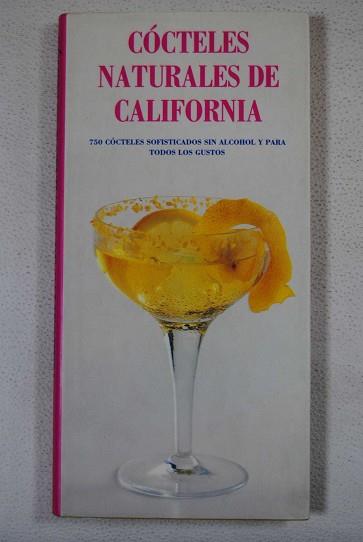 CÓCTELES
NATURALES DE
CALIFORNIA
750 CÓCTELES SOFISTICADOS SIN ALCOHOL Y PARA
TODOS LOS GUSTOS